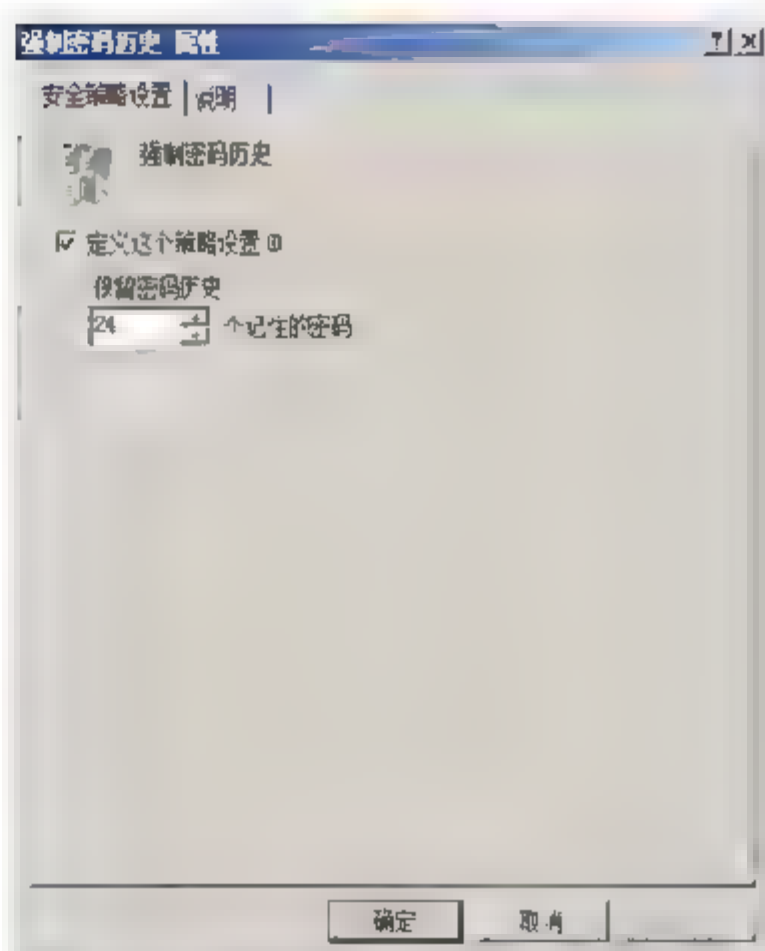 强制密码历史 属性
安全策略设置 说明
强制密码历史
定义这个策略设置
保留密码历史
24 个记住的密码
确定 取消